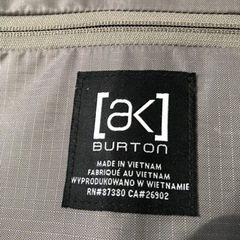 [ak]
BURTON
MADE IN VIETNAM
FABRIQUÉ AU VIETNAM
WYPRODUKOWANO W WIETNAMIE
RN#87380 CA#26902